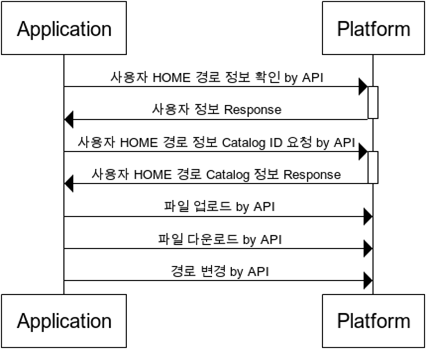 Application
Platform
사용자 HOME 경로 정보 확인 by API
사용자 정보 Response
사용자 HOME 경로 정보 Catalog ID 요청 by API
사용자 HOME 경로 Catalog 정보 Response
파일 업로드 by API
파일 다운로드 by API
경로 변경 by API
Application
Platform